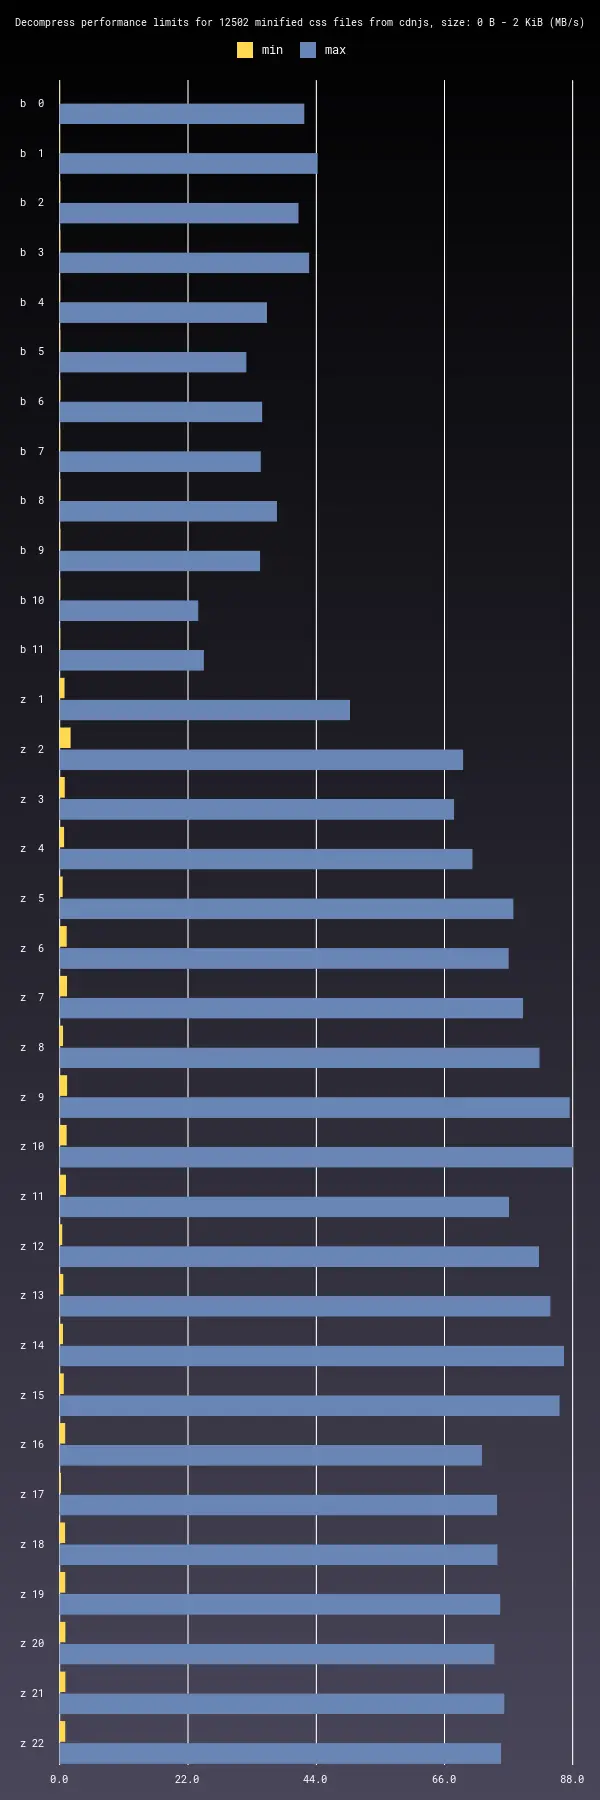 Decompress performance limits for 12502 minified css files from cdnjs, size: 0 B - 2 KiB (MB/s)
min max
b 0
b 1
b 2
b 3
b 4
b 5
b 6
b 7
b 8
b 9
b 10
b 11
z 1
z 2
z 3
z 4
z 5
z 6
z 7
z 8
z 9
z 10
z 11
z 12
z 13
z 14
z 15
z 16
z 17
z 18
z 19
z 20
z 21
z 22
0.0 22.0 44.0 66.0 88.0